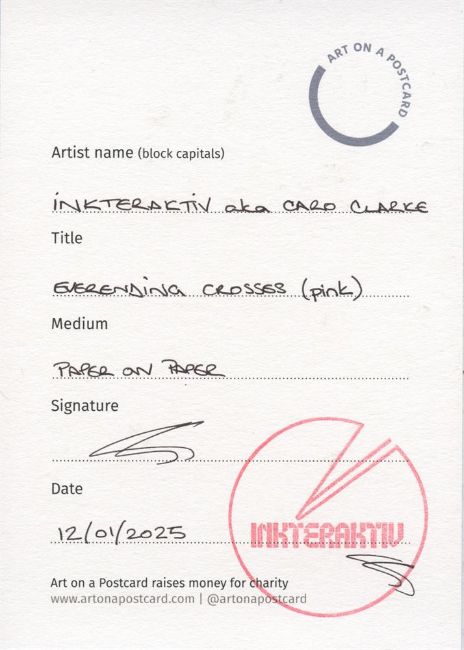 ART ON A POSTCARD
Artist name (block capitals)
INKTERAKTIV aka CARO CLARKE
Title
EVERENDING CROSSES (pink)
Medium
PAPER ON PAPER
Signature
Date
12/01/2025
INKTERAKTIV
Art on a Postcard raises money for charity
www.artonapostcard.com | @artonapostcard